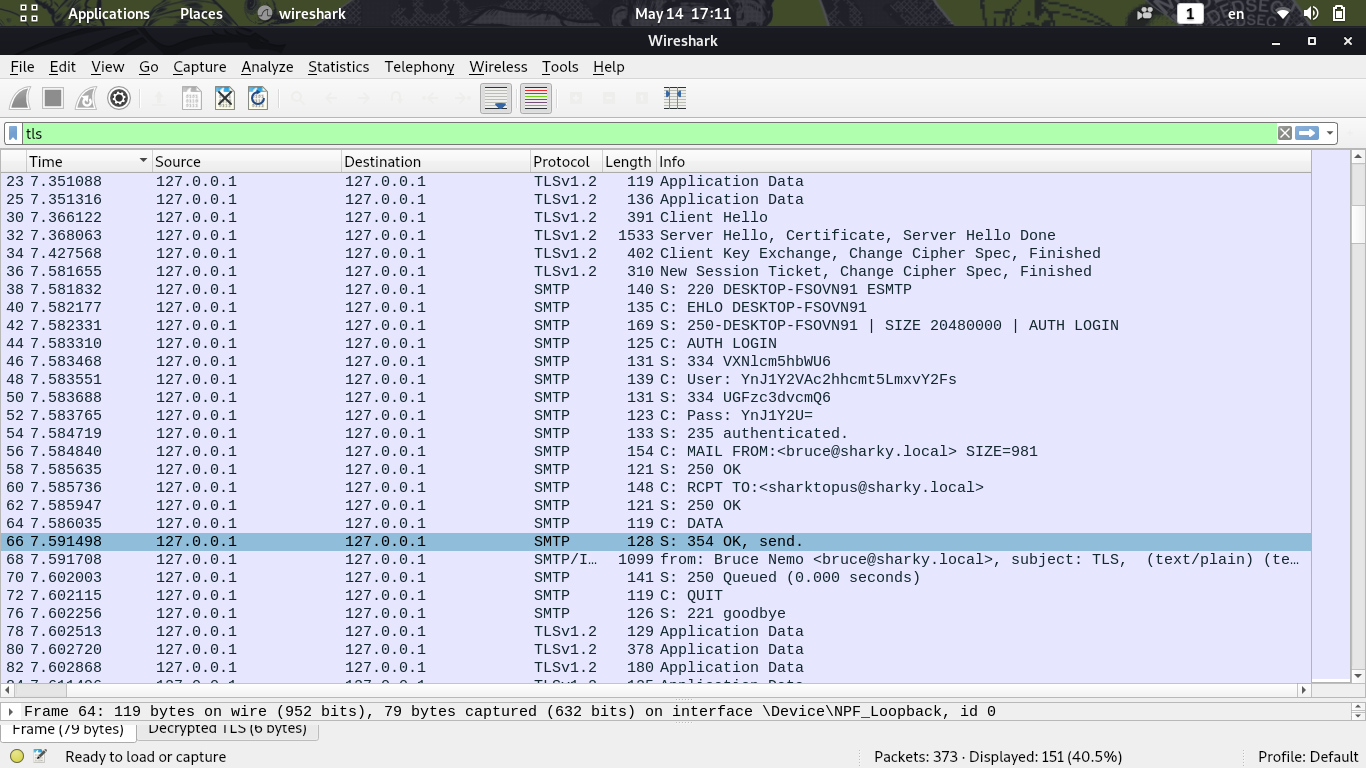 Applications Places wireshark May 14 17:11 1 en
Wireshark
File Edit View Go Capture Analyze Statistics Telephony Wireless Tools Help
tls
Time Source Destination Protocol Length Info
23 7.351088 127.0.0.1 127.0.0.1 TLSv1.2 119 Application Data
25 7.351316 127.0.0.1 127.0.0.1 TLSv1.2 136 Application Data
30 7.366122 127.0.0.1 127.0.0.1 TLSv1.2 391 Client Hello
32 7.368063 127.0.0.1 127.0.0.1 TLSv1.2 1533 Server Hello, Certificate, Server Hello Done
34 7.427568 127.0.0.1 127.0.0.1 TLSv1.2 402 Client Key Exchange, Change Cipher Spec, Finished
36 7.581655 127.0.0.1 127.0.0.1 TLSv1.2 310 New Session Ticket, Change Cipher Spec, Finished
38 7.581832 127.0.0.1 127.0.0.1 SMTP 140 S: 220 DESKTOP-FSOVN91 ESMTP
40 7.582177 127.0.0.1 127.0.0.1 SMTP 135 C: EHLO DESKTOP-FSOVN91
42 7.582331 127.0.0.1 127.0.0.1 SMTP 169 S: 250-DESKTOP-FSOVN91 | SIZE 20480000 | AUTH LOGIN
44 7.583310 127.0.0.1 127.0.0.1 SMTP 125 C: AUTH LOGIN
46 7.583468 127.0.0.1 127.0.0.1 SMTP 131 S: 334 VXNlcm5hbWU6
48 7.583551 127.0.0.1 127.0.0.1 SMTP 139 C: User: YnJ1Y2VAc2hhcmt5LmxvY2Fs
50 7.583688 127.0.0.1 127.0.0.1 SMTP 131 S: 334 UGFzc3dvcmQ6
52 7.583765 127.0.0.1 127.0.0.1 SMTP 123 C: Pass: YnJ1Y2U=
54 7.584719 127.0.0.1 127.0.0.1 SMTP 133 S: 235 authenticated.
56 7.584840 127.0.0.1 127.0.0.1 SMTP 154 C: MAIL FROM:<bruce@sharky.local> SIZE=981
58 7.585635 127.0.0.1 127.0.0.1 SMTP 121 S: 250 OK
60 7.585736 127.0.0.1 127.0.0.1 SMTP 148 C: RCPT TO:<sharktopus@sharky.local>
62 7.585947 127.0.0.1 127.0.0.1 SMTP 121 S: 250 OK
64 7.586035 127.0.0.1 127.0.0.1 SMTP 119 C: DATA
66 7.591498 127.0.0.1 127.0.0.1 SMTP 128 S: 354 OK, send.
68 7.591708 127.0.0.1 127.0.0.1 SMTP/I… 1099 from: Bruce Nemo <bruce@sharky.local>, subject: TLS,  (text/plain) (te…
70 7.602003 127.0.0.1 127.0.0.1 SMTP 141 S: 250 Queued (0.000 seconds)
72 7.602115 127.0.0.1 127.0.0.1 SMTP 119 C: QUIT
76 7.602256 127.0.0.1 127.0.0.1 SMTP 126 S: 221 goodbye
78 7.602513 127.0.0.1 127.0.0.1 TLSv1.2 129 Application Data
80 7.602720 127.0.0.1 127.0.0.1 TLSv1.2 378 Application Data
82 7.602868 127.0.0.1 127.0.0.1 TLSv1.2 180 Application Data
Frame 64: 119 bytes on wire (952 bits), 79 bytes captured (632 bits) on interface \Device\NPF_Loopback, id 0
Frame (79 bytes) Decrypted TLS (6 bytes)
Ready to load or capture Packets: 373 · Displayed: 151 (40.5%) Profile: Default